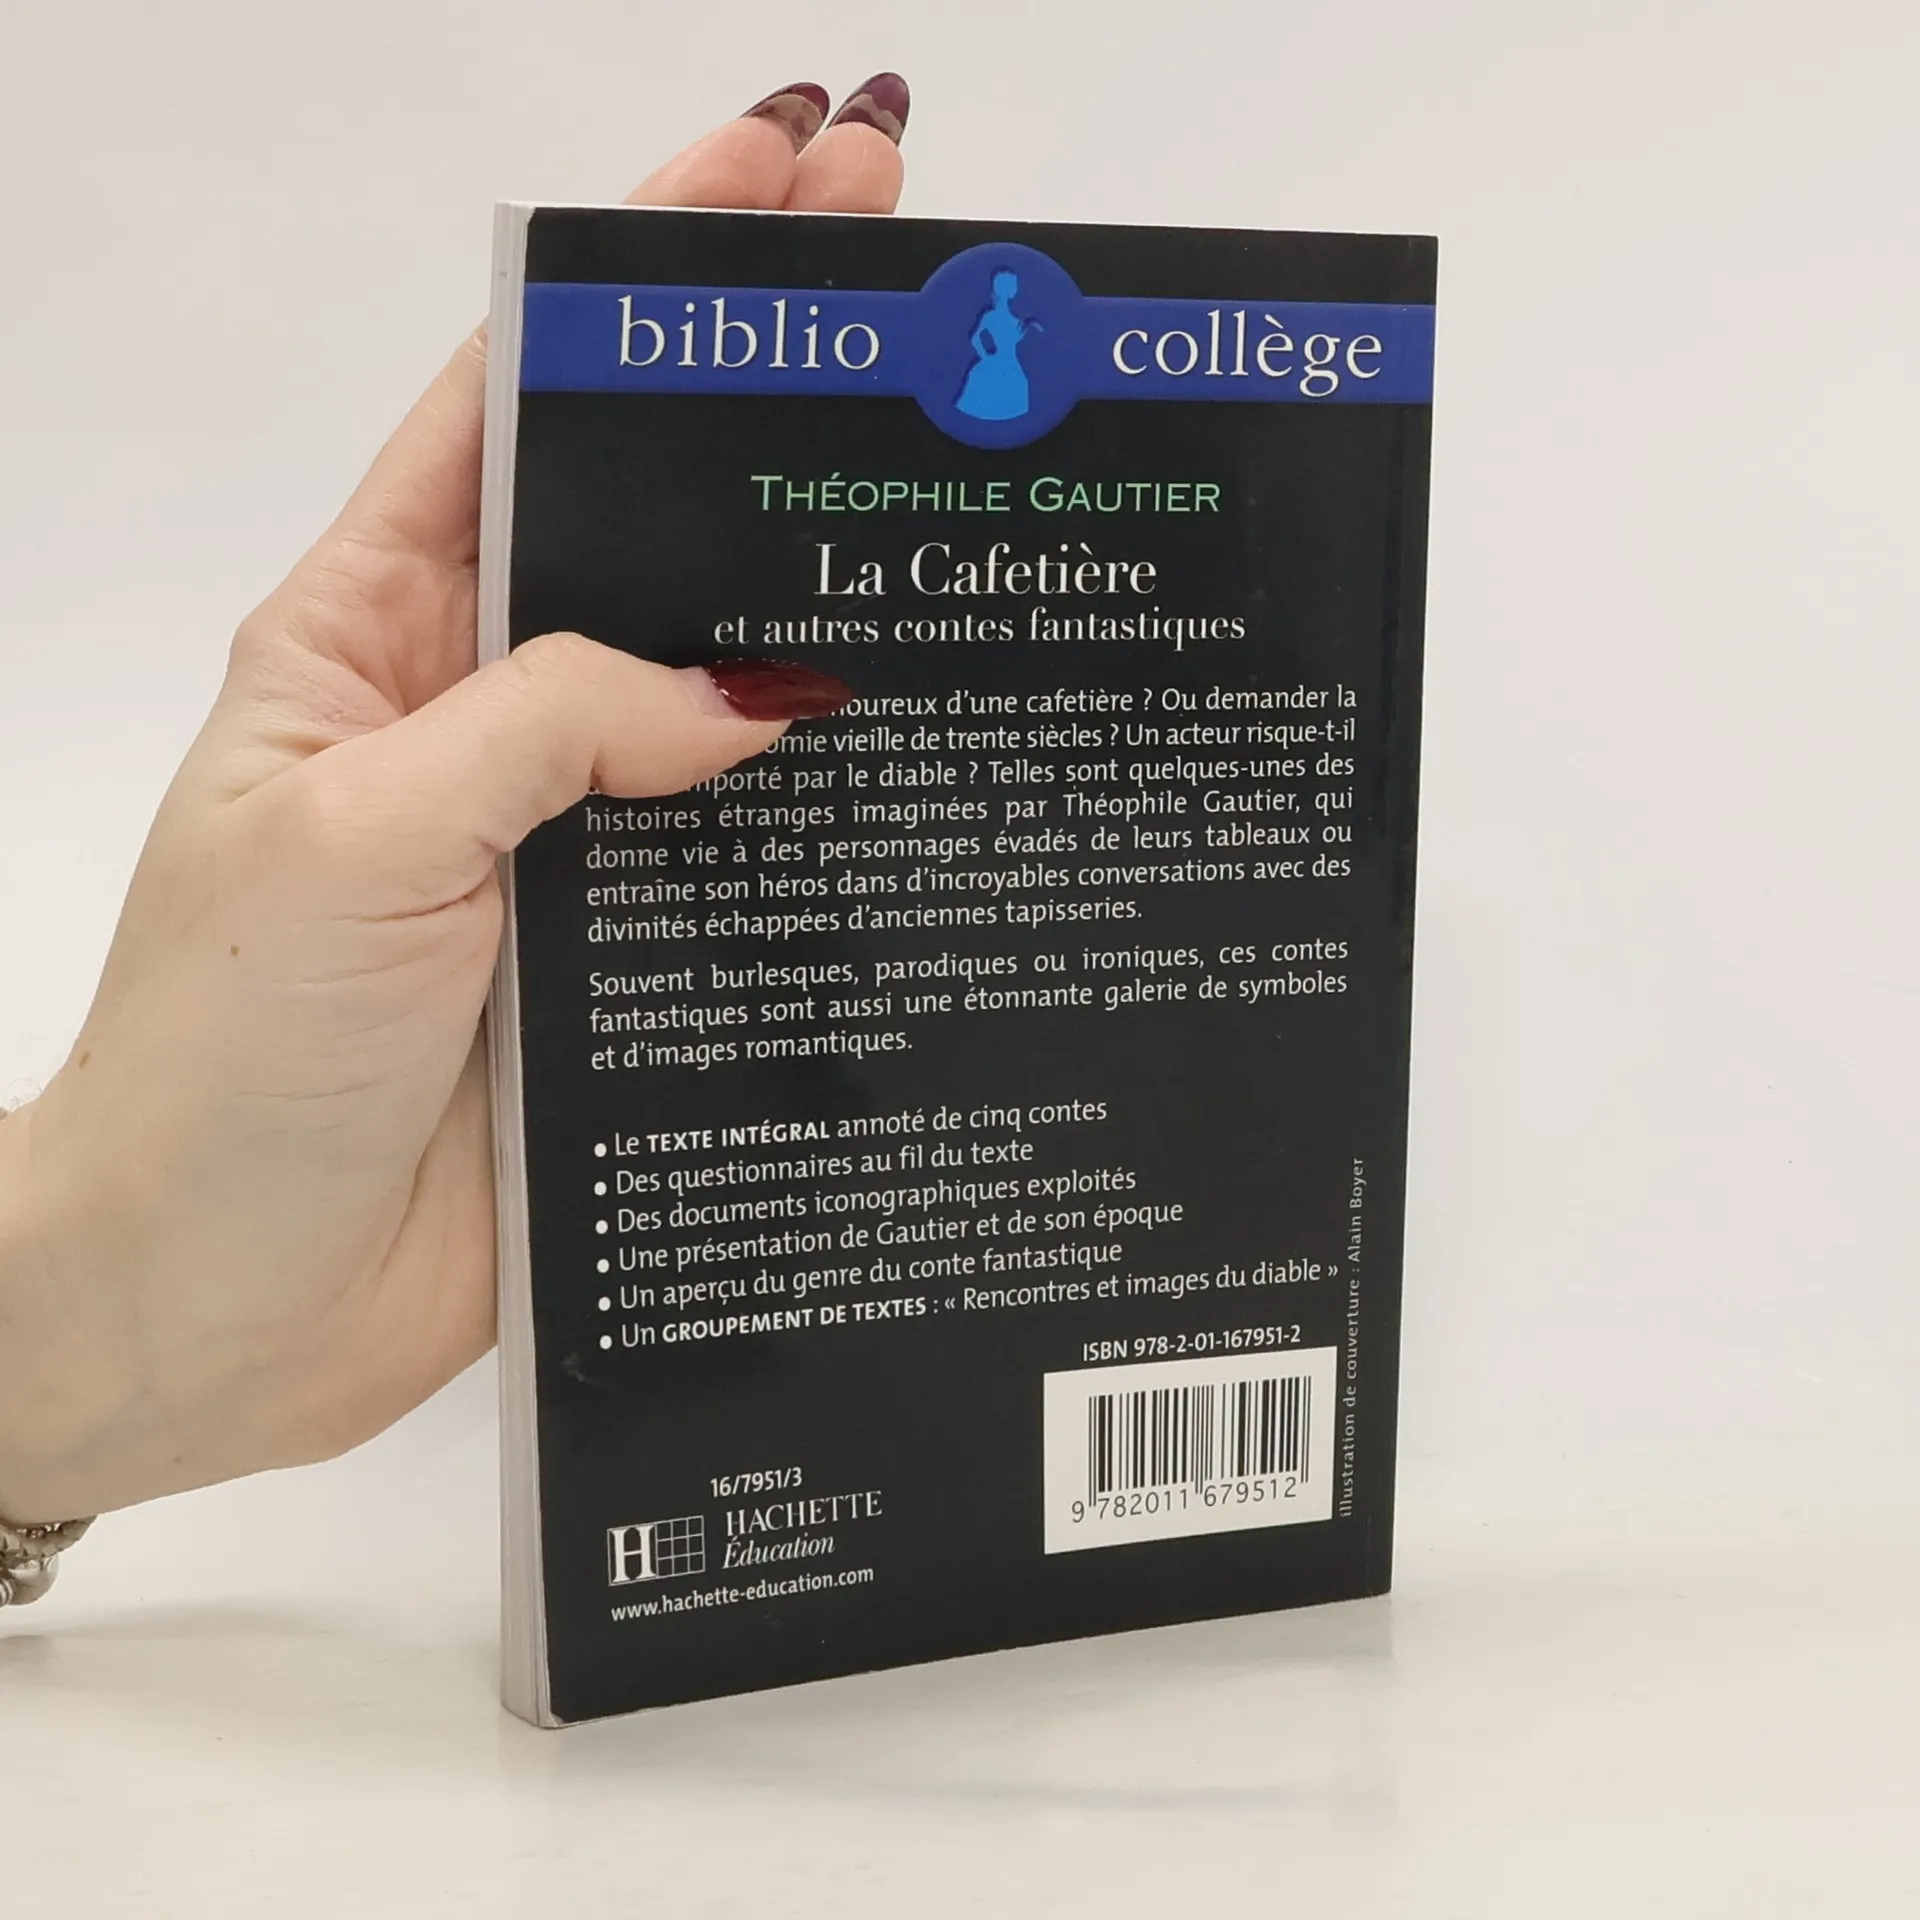 biblio collège
THÉOPHILE GAUTIER
La Cafetière
et autres contes fantastiques
d'une cafetière ? Ou demander la
vieille de trente siècles ? Un acteur risque-t-il
par le diable ? Telles sont quelques-unes des
histoires étranges imaginées par Théophile Gautier, qui
donne vie à des personnages évadés de leurs tableaux ou
entraîne son héros dans d'incroyables conversations avec des
divinités échappées d'anciennes tapisseries.
Souvent burlesques, parodiques ou ironiques, ces contes
fantastiques sont aussi une étonnante galerie de symboles
et d'images romantiques.
• Le TEXTE INTÉGRAL annoté de cinq contes
• Des questionnaires au fil du texte
• Des documents iconographiques exploités
• Une présentation de Gautier et de son époque
• Un aperçu du genre du conte fantastique
• Un GROUPEMENT DE TEXTES : « Rencontres et images du diable »
ISBN 978-2-01-167951-2
9 782011 679512
illustration de couverture : Alain Boyer
16/7951/3
H HACHETTE
Éducation
www.hachette-education.com